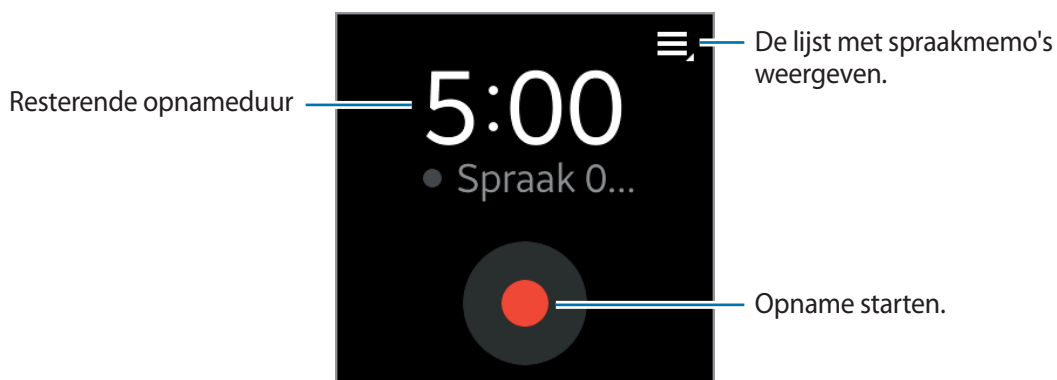 De lijst met spraakmemo's
weergeven.
Resterende opnameduur
5:00
Spraak 0...
Opname starten.